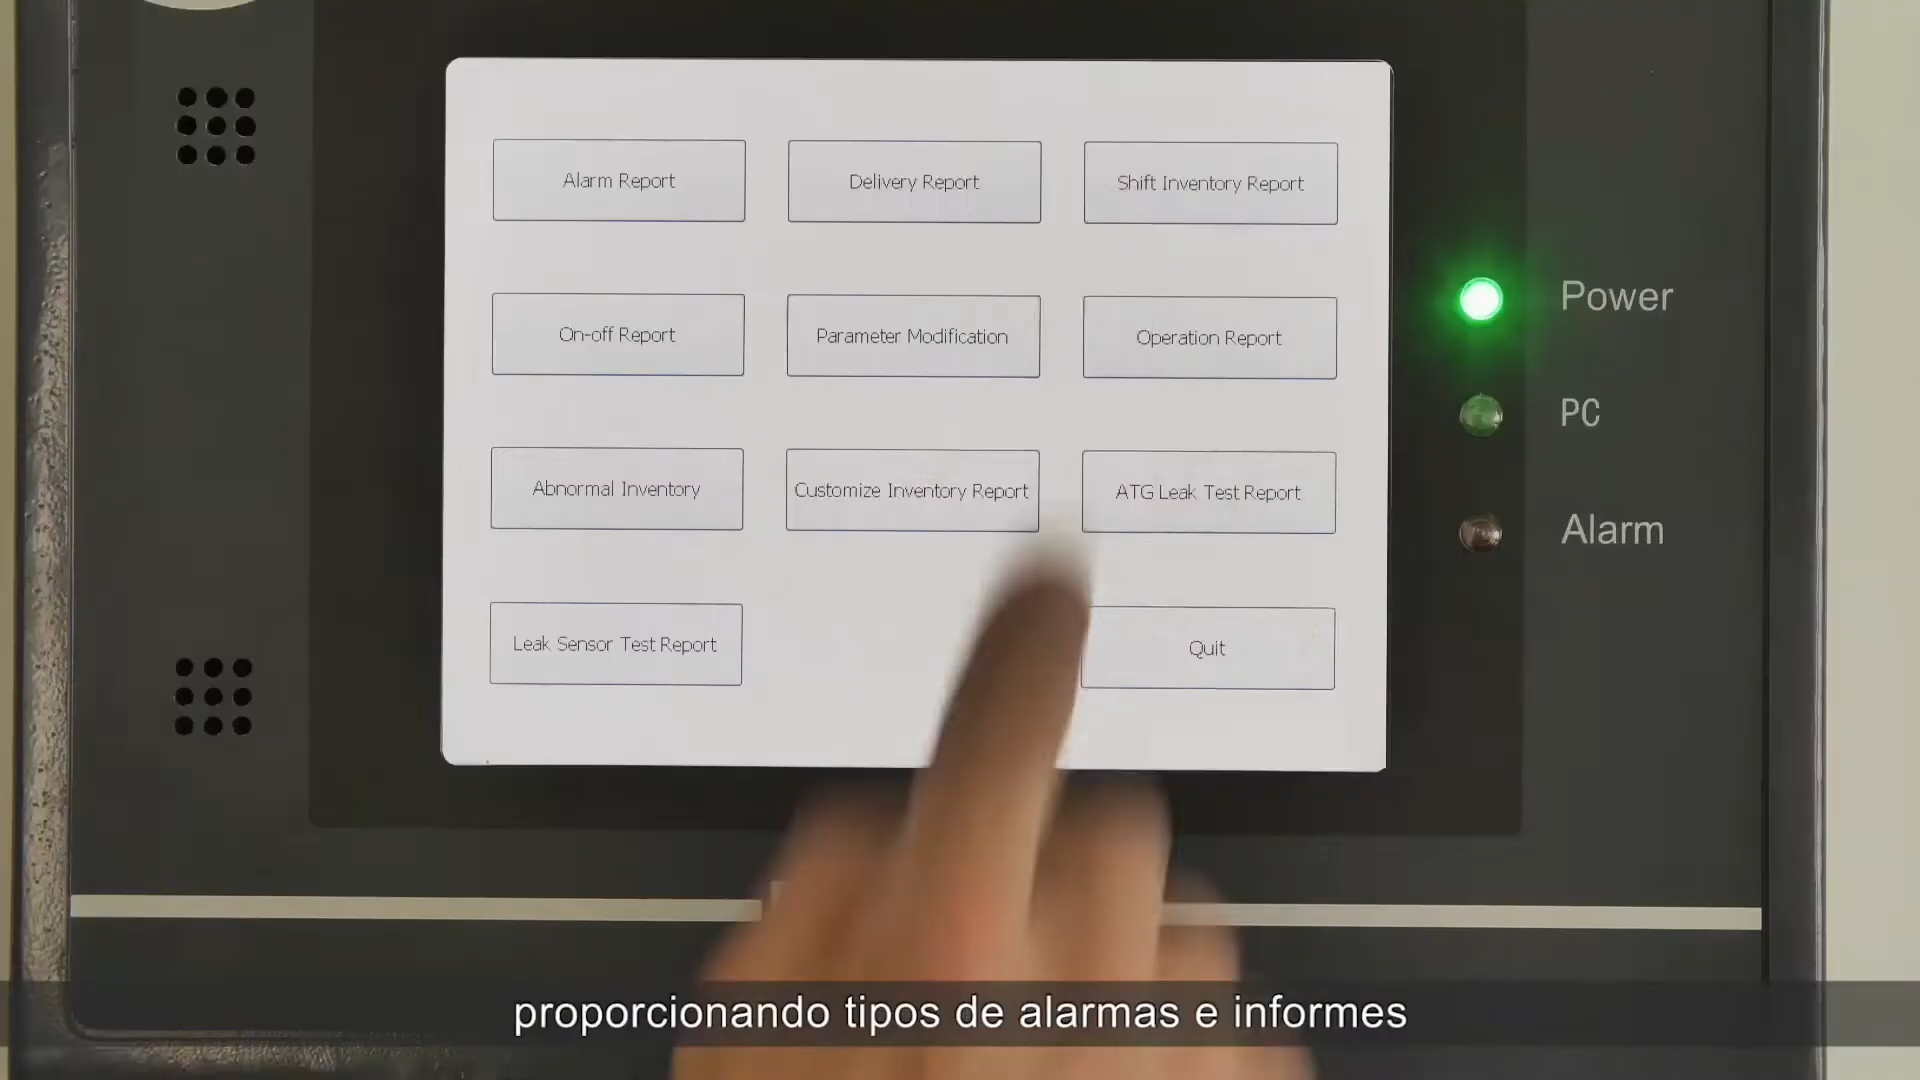 Alarm Report
Delivery Report
Shift Inventory Report
On-off Report
Parameter Modification
Operation Report
Abnormal Inventory
Customize Inventory Report
ATG Leak Test Report
Leak Sensor Test Report
Quit
Power
PC
Alarm
proporcionando tipos de alarmas e informes